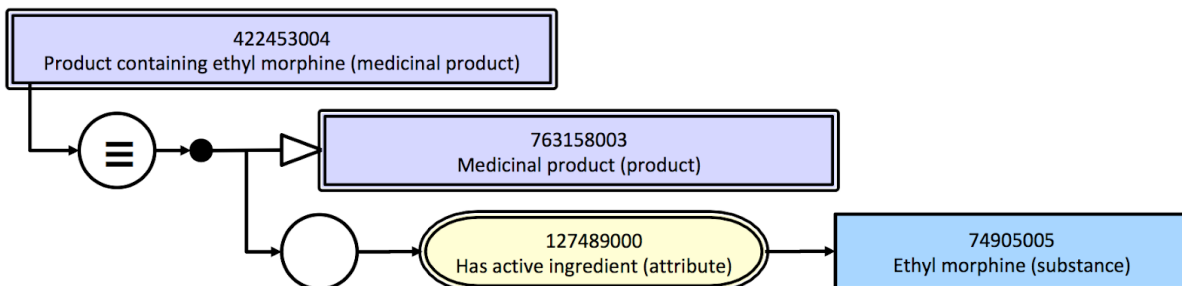 422453004
Product containing ethyl morphine (medicinal product)
≡
763158003
Medicinal product (product)
127489000
Has active ingredient (attribute)
74905005
Ethyl morphine (substance)